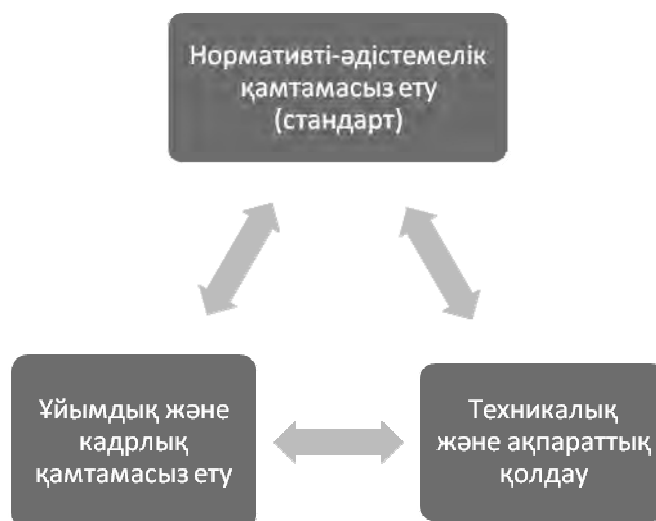 Нормативті-әдістемелік
қамтамасыз ету
(стандарт)
Ұйымдық және
кадрлық
қамтамасыз ету
Техникалық
және ақпараттық
қолдау